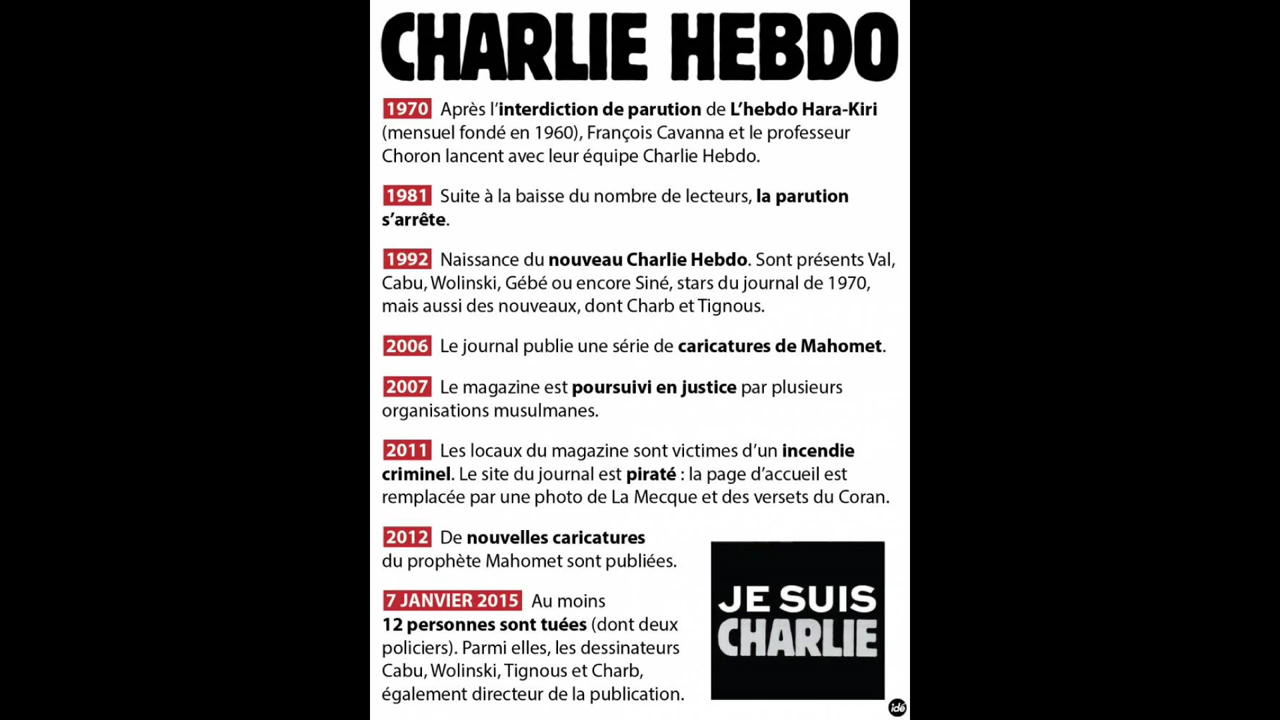 CHARLIE HEBDO
1970 Après l’interdiction de parution de L’hebdo Hara-Kiri
(mensuel fondé en 1960), François Cavanna et le professeur
Choron lancent avec leur équipe Charlie Hebdo.
1981 Suite à la baisse du nombre de lecteurs, la parution
s’arrête.
1992 Naissance du nouveau Charlie Hebdo. Sont présents Val,
Cabu, Wolinski, Gébé ou encore Siné, stars du journal de 1970,
mais aussi des nouveaux, dont Charb et Tignous.
2006 Le journal publie une série de caricatures de Mahomet.
2007 Le magazine est poursuivi en justice par plusieurs
organisations musulmanes.
2011 Les locaux du magazine sont victimes d’un incendie
criminel. Le site du journal est piraté : la page d’accueil est
remplacée par une photo de La Mecque et des versets du Coran.
2012 De nouvelles caricatures
du prophète Mahomet sont publiées.
7 JANVIER 2015 Au moins
12 personnes sont tuées (dont deux
policiers). Parmi elles, les dessinateurs
Cabu, Wolinski, Tignous et Charb,
également directeur de la publication.
JE SUIS
CHARLIE
idé